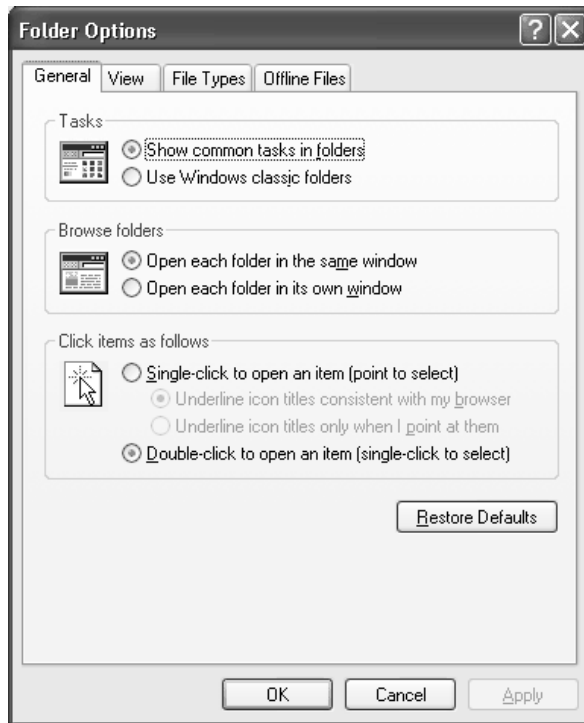 Folder Options
General View File Types Offline Files
Tasks
Show common tasks in folders
Use Windows classic folders
Browse folders
Open each folder in the same window
Open each folder in its own window
Click items as follows
Single-click to open an item (point to select)
Underline icon titles consistent with my browser
Underline icon titles only when I point at them
Double-click to open an item (single-click to select)
Restore Defaults
OK Cancel Apply